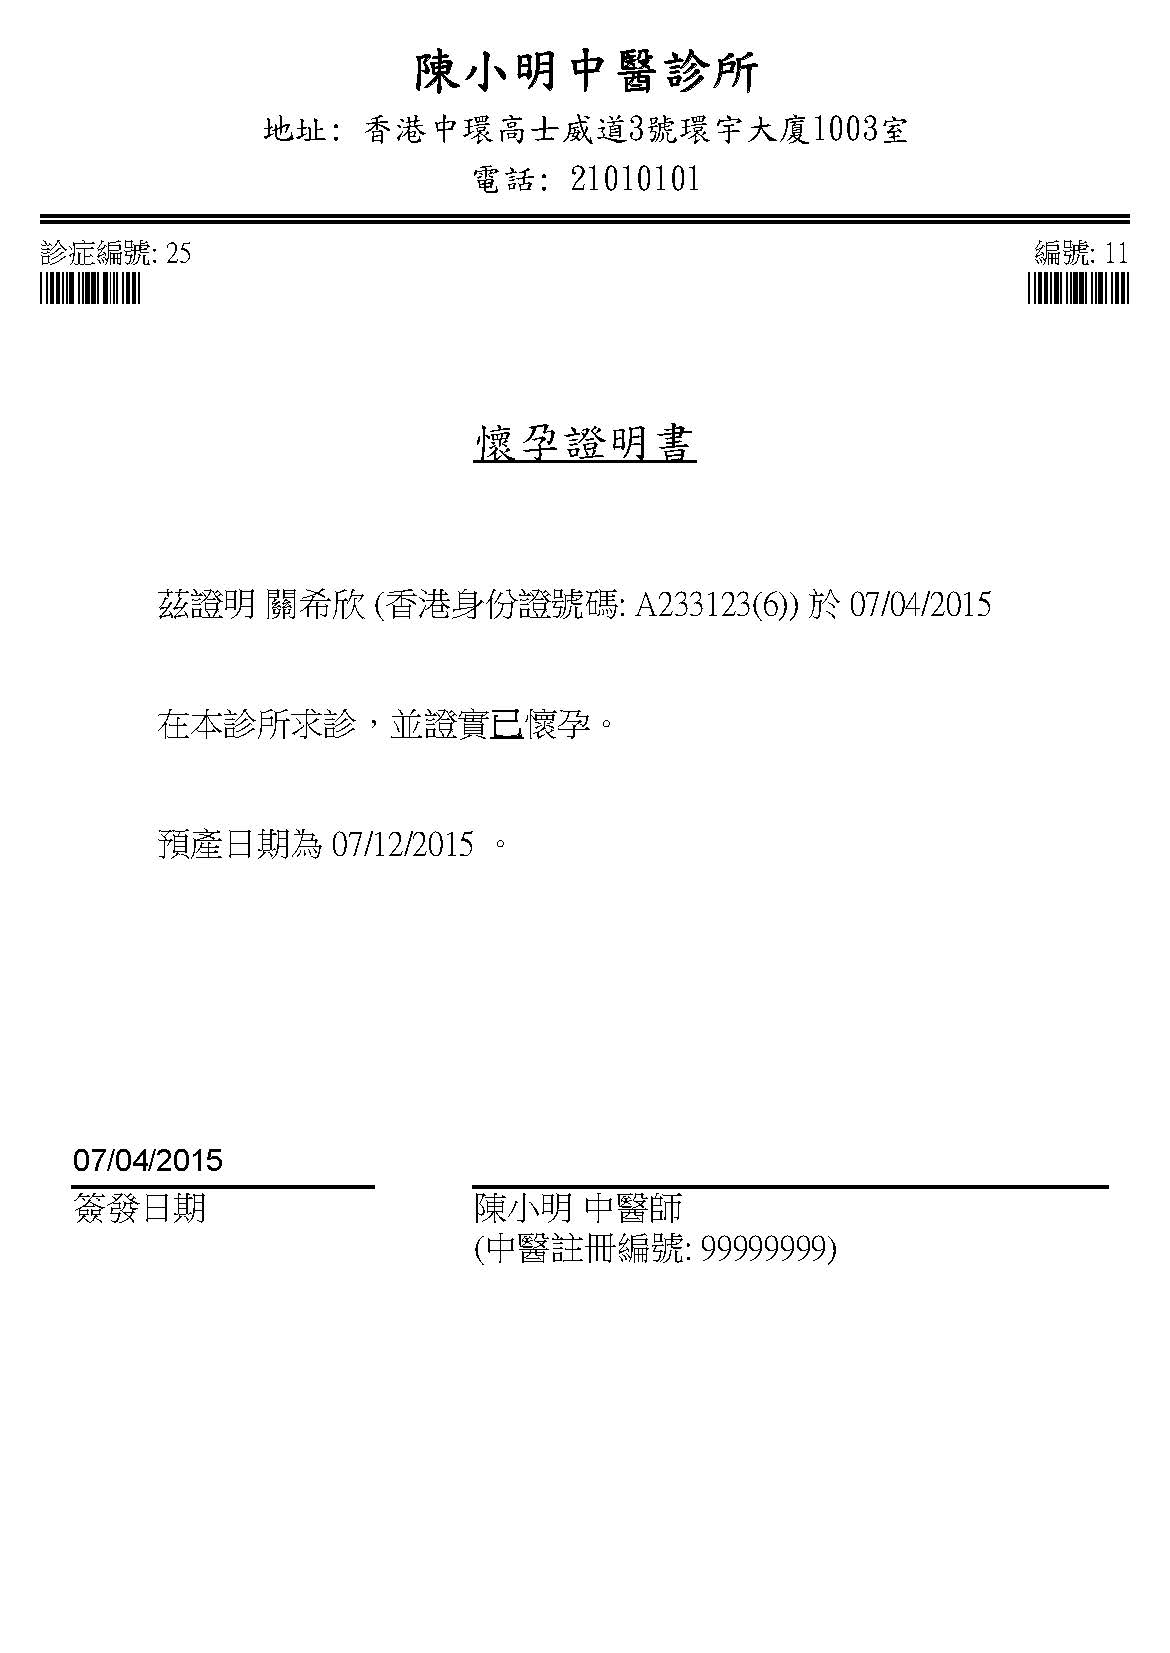 陳小明中醫診所
地址: 香港中環高士威道3號環宇大廈1003室
電話: 21010101
診症編號: 25
編號: 11
懷孕證明書
茲證明 關希欣 (香港身份證號碼: A233123(6)) 於 07/04/2015
在本診所求診，並證實已懷孕。
預產日期為 07/12/2015 。
07/04/2015
簽發日期
陳小明 中醫師
(中醫註冊編號: 99999999)